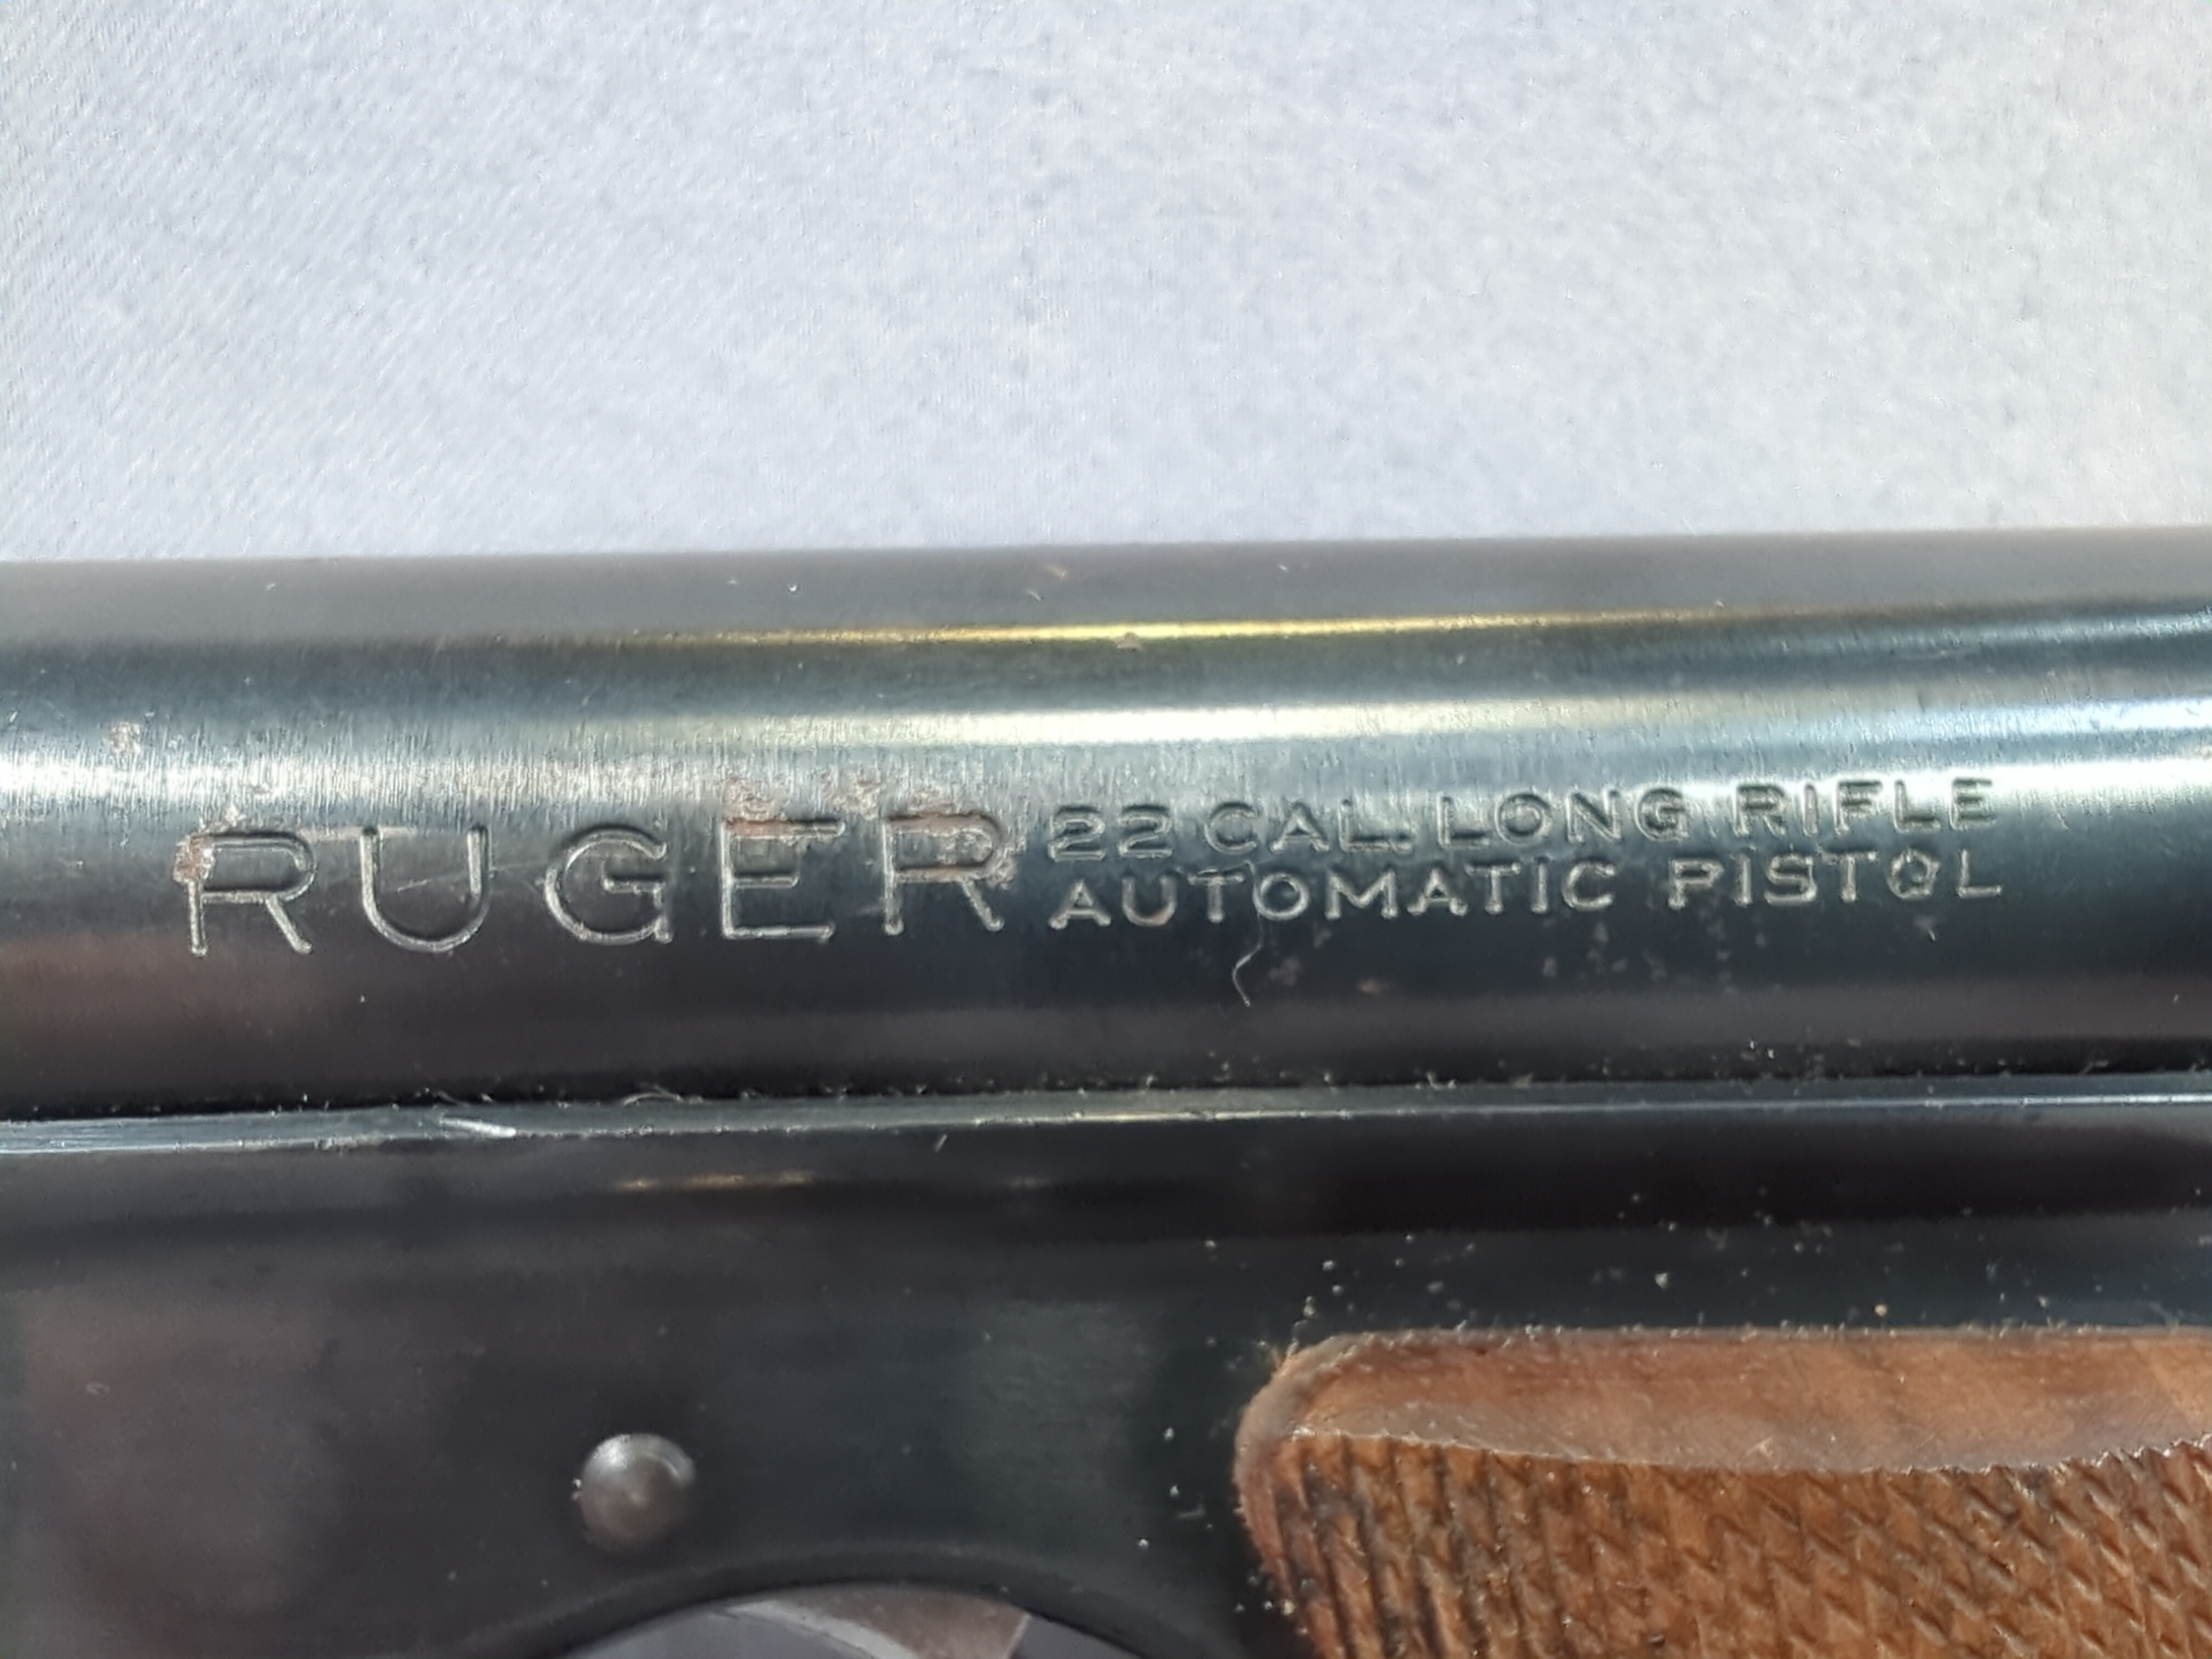 RUGER
22 CAL. LONG RIFLE
AUTOMATIC PISTOL